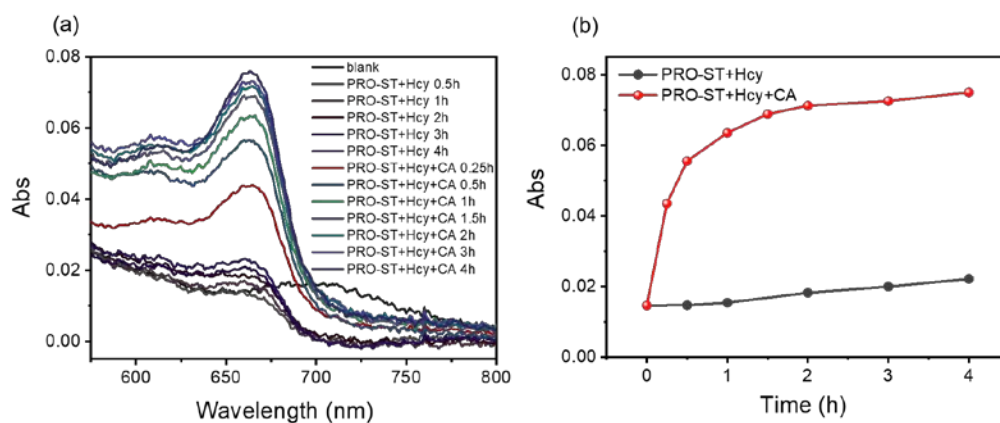 (a)
0.08
0.06
0.04
0.02
0.00
Abs
blank
PRO-ST+Hcy 0.5h
PRO-ST+Hcy 1h
PRO-ST+Hcy 2h
PRO-ST+Hcy 3h
PRO-ST+Hcy 4h
PRO-ST+Hcy+CA 0.25h
PRO-ST+Hcy+CA 0.5h
PRO-ST+Hcy+CA 1h
PRO-ST+Hcy+CA 1.5h
PRO-ST+Hcy+CA 2h
PRO-ST+Hcy+CA 3h
PRO-ST+Hcy+CA 4h
600 650 700 750 800
Wavelength (nm)
(b)
0.08
0.06
0.04
0.02
0.00
Abs
PRO-ST+Hcy
PRO-ST+Hcy+CA
0 1 2 3 4
Time (h)